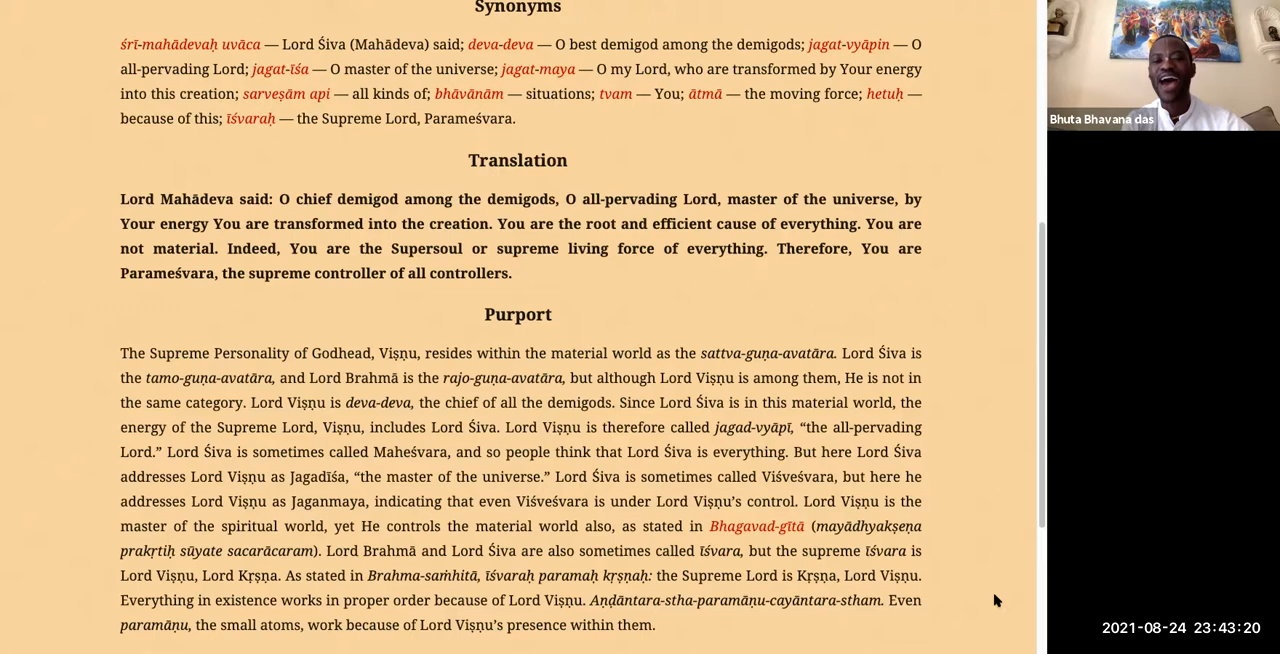 Synonyms
śrī-mahādevaḥ uvāca — Lord Śiva (Mahādeva) said; deva-deva — O best demigod among the demigods; jagat-vyāpin — O
all-pervading Lord; jagat-īśa — O master of the universe; jagat-maya — O my Lord, who are transformed by Your energy
into this creation; sarveṣām api — all kinds of; bhāvānām — situations; tvam — You; ātmā — the moving force; hetuḥ —
because of this; īśvaraḥ — the Supreme Lord, Parameśvara.
Translation
Lord Mahādeva said: O chief demigod among the demigods, O all-pervading Lord, master of the universe, by
Your energy You are transformed into the creation. You are the root and efficient cause of everything. You are
not material. Indeed, You are the Supersoul or supreme living force of everything. Therefore, You are
Parameśvara, the supreme controller of all controllers.
Purport
The Supreme Personality of Godhead, Viṣṇu, resides within the material world as the sattva-guṇa-avatāra. Lord Śiva is
the tamo-guṇa-avatāra, and Lord Brahmā is the rajo-guṇa-avatāra, but although Lord Viṣṇu is among them, He is not in
the same category. Lord Viṣṇu is deva-deva, the chief of all the demigods. Since Lord Śiva is in this material world, the
energy of the Supreme Lord, Viṣṇu, includes Lord Śiva. Lord Viṣṇu is therefore called jagad-vyāpī, “the all-pervading
Lord.” Lord Śiva is sometimes called Maheśvara, and so people think that Lord Śiva is everything. But here Lord Śiva
addresses Lord Viṣṇu as Jagadīśa, “the master of the universe.” Lord Śiva is sometimes called Viśveśvara, but here he
addresses Lord Viṣṇu as Jaganmaya, indicating that even Viśveśvara is under Lord Viṣṇu’s control. Lord Viṣṇu is the
master of the spiritual world, yet He controls the material world also, as stated in Bhagavad-gītā (mayādhyakṣeṇa
prakṛtiḥ sūyate sacarācaram). Lord Brahmā and Lord Śiva are also sometimes called īśvara, but the supreme īśvara is
Lord Viṣṇu, Lord Kṛṣṇa. As stated in Brahma-saṁhitā, īśvaraḥ paramaḥ kṛṣṇaḥ: the Supreme Lord is Kṛṣṇa, Lord Viṣṇu.
Everything in existence works in proper order because of Lord Viṣṇu. Aṇḍāntara-stha-paramāṇu-cayāntara-stham. Even
paramāṇu, the small atoms, work because of Lord Viṣṇu’s presence within them.
Bhuta Bhavana das
2021-08-24 23:43:20